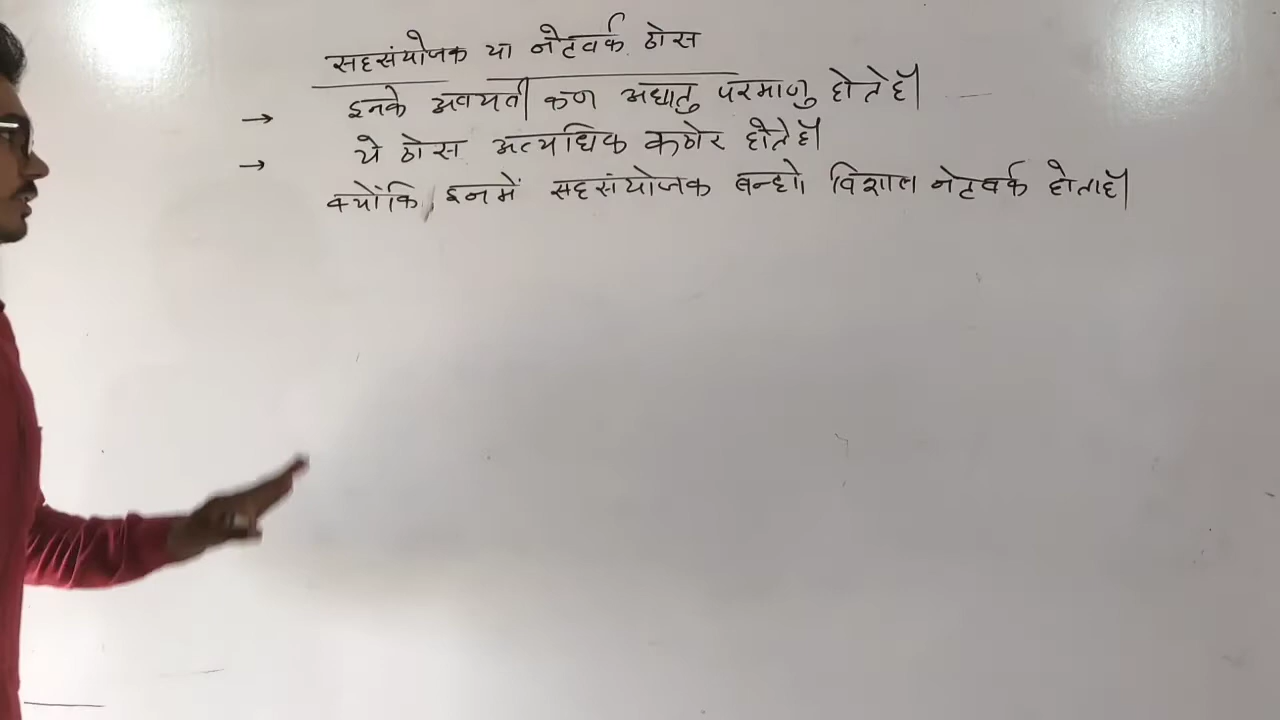 सहसंयोजक या नेटवर्क ठोस
→ इनके अवयवी कण अधातु परमाणु होते हैं।
→ ये ठोस अत्यधिक कठोर होते हैं।
क्योंकि इनमें सहसंयोजक बन्धो विशाल नेटवर्क होता हैं।